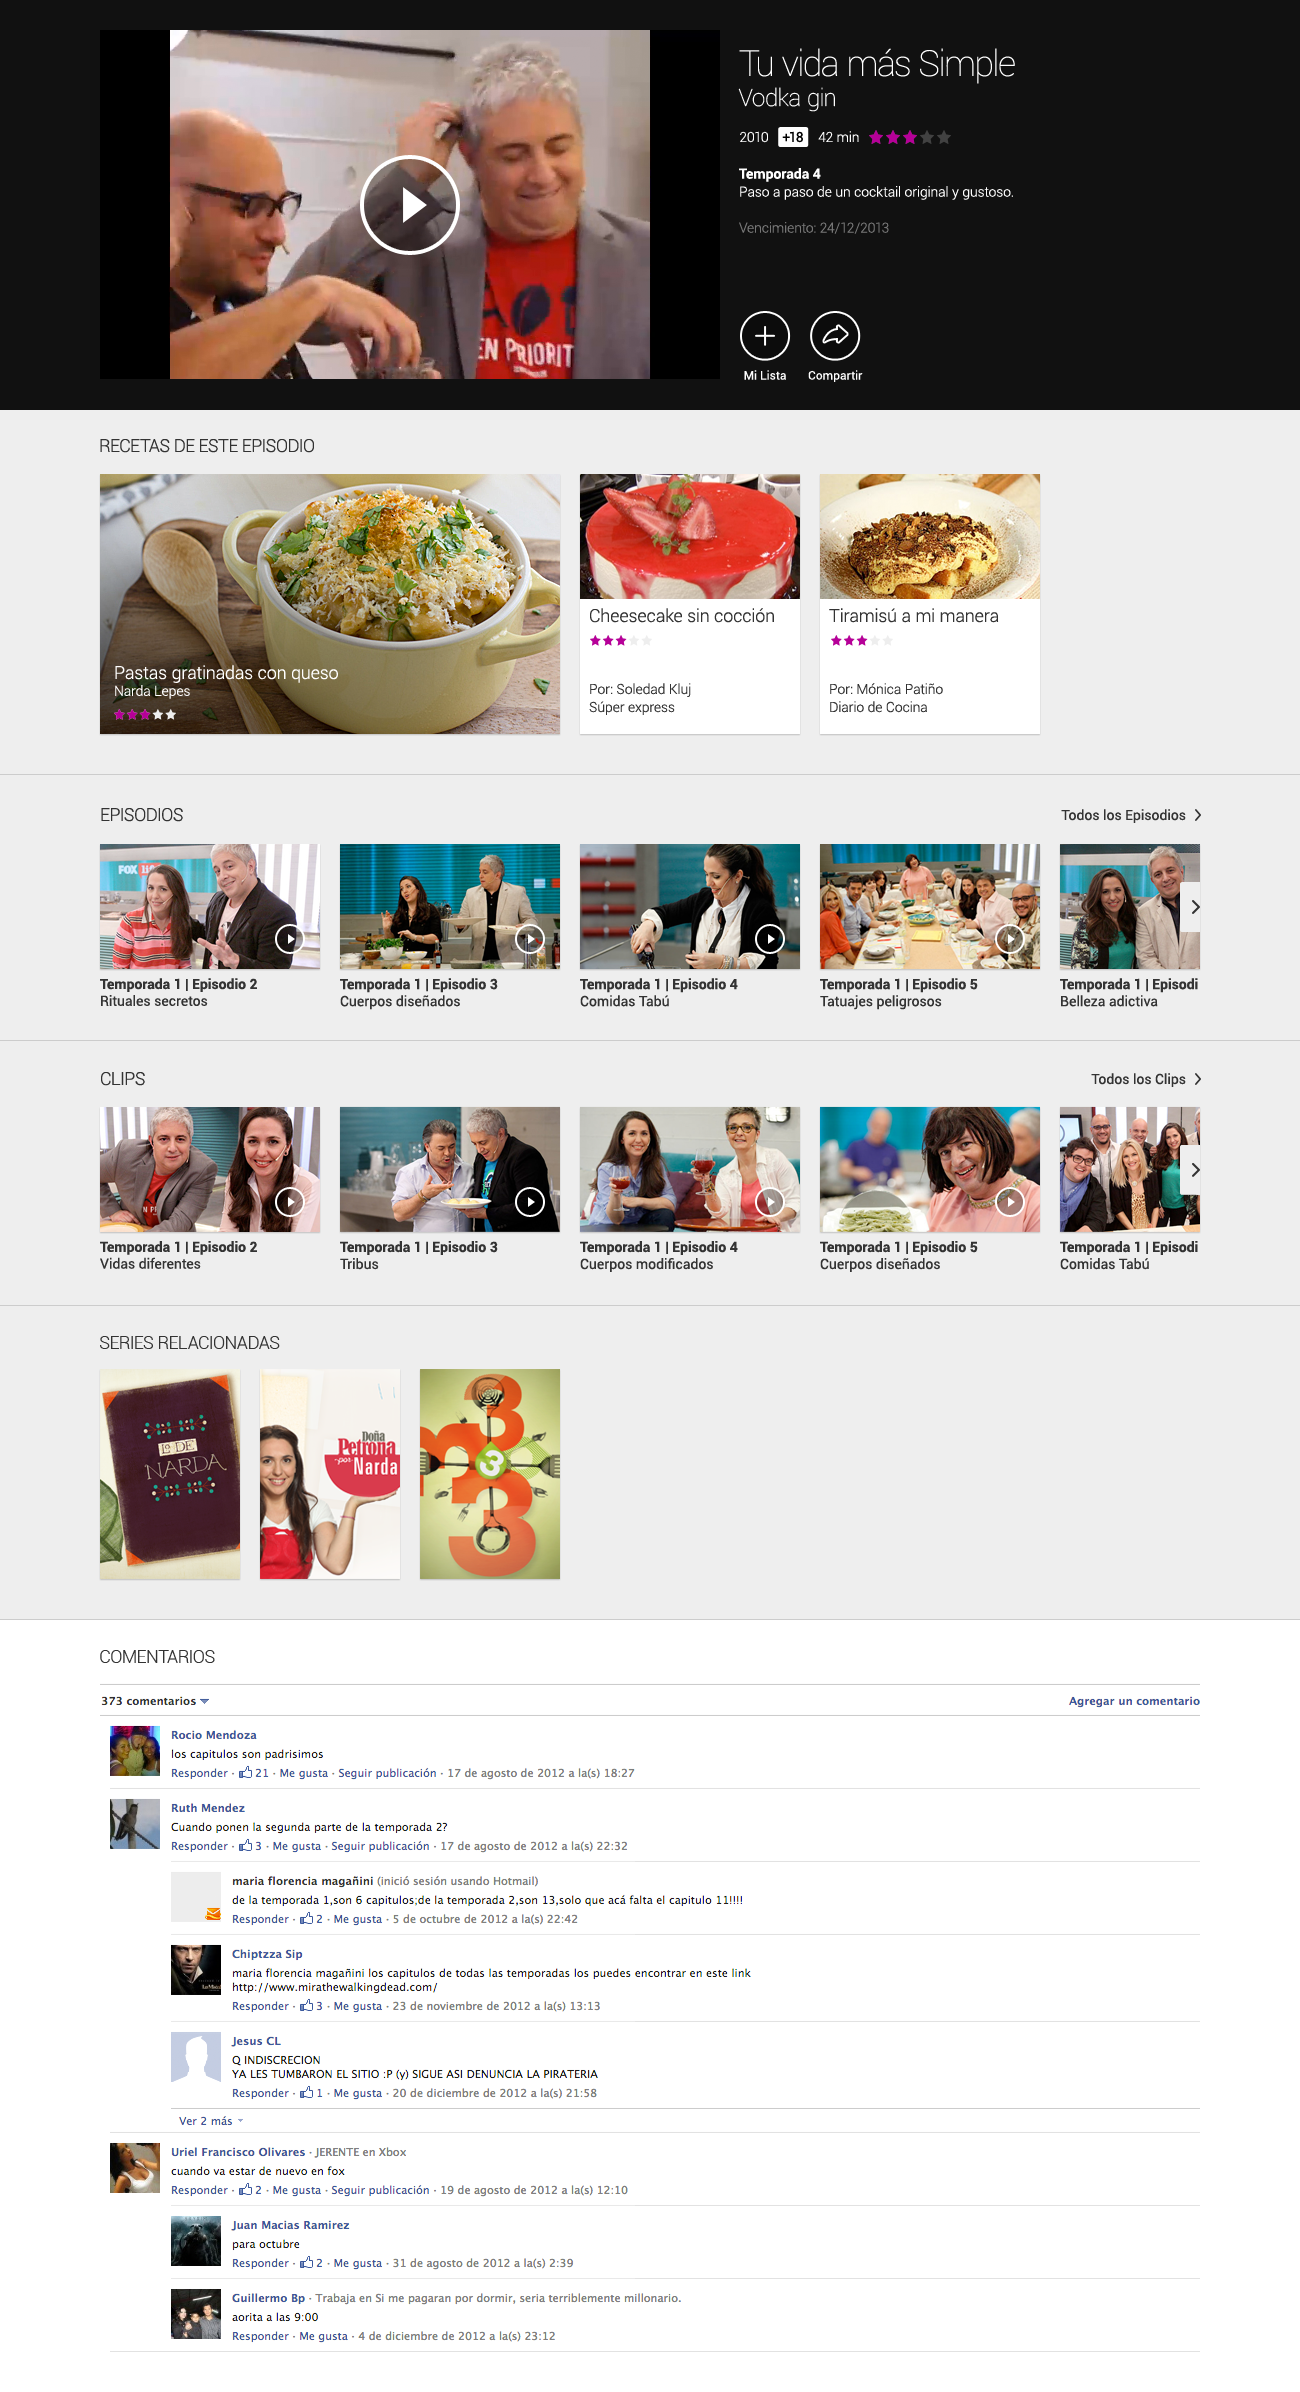 EN PRIORIT
Tu vida más Simple
Vodka gin
2010 +18 42 min
Temporada 4
Paso a paso de un cocktail original y gustoso.
Vencimiento: 24/12/2013
Mi Lista Compartir
RECETAS DE ESTE EPISODIO
Pastas gratinadas con queso
Narda Lepes
Cheesecake sin cocción
Por: Soledad Kluj
Súper express
Tiramisú a mi manera
Por: Mónica Patiño
Diario de Cocina
EPISODIOS
Todos los Episodios
FOX
Temporada 1 | Episodio 2
Rituales secretos
Temporada 1 | Episodio 3
Cuerpos diseñados
Temporada 1 | Episodio 4
Comidas Tabú
Temporada 1 | Episodio 5
Tatuajes peligrosos
Temporada 1 | Episodi
Belleza adictiva
CLIPS
Todos los Clips
Temporada 1 | Episodio 2
Vidas diferentes
Temporada 1 | Episodio 3
Tribus
Temporada 1 | Episodio 4
Cuerpos modificados
Temporada 1 | Episodio 5
Cuerpos diseñados
Temporada 1 | Episodi
Comidas Tabú
SERIES RELACIONADAS
LO DE
NARDA
Doña
Petrona
-por-
Narda
3
3
3
COMENTARIOS
373 comentarios
Agregar un comentario
Rocio Mendoza
los capitulos son padrisimos
Responder · 21 · Me gusta · Seguir publicación · 17 de agosto de 2012 a la(s) 18:27
Ruth Mendez
Cuando ponen la segunda parte de la temporada 2?
Responder · 3 · Me gusta · Seguir publicación · 17 de agosto de 2012 a la(s) 22:32
maria florencia magañini (inició sesión usando Hotmail)
de la temporada 1,son 6 capitulos;de la temporada 2,son 13,solo que acá falta el capitulo 11!!!!
Responder · 2 · Me gusta · 5 de octubre de 2012 a la(s) 22:42
Chiptzza Sip
maria florencia magañini los capitulos de todas las temporadas los puedes encontrar en este link
http://www.mirathewalkingdead.com/
Responder · 3 · Me gusta · 23 de noviembre de 2012 a la(s) 13:13
Jesus CL
Q INDISCRECION
YA LES TUMBARON EL SITIO :P (y) SIGUE ASI DENUNCIA LA PIRATERIA
Responder · 1 · Me gusta · 20 de diciembre de 2012 a la(s) 21:58
Ver 2 más
Uriel Francisco Olivares · JERENTE en Xbox
cuando va estar de nuevo en fox
Responder · 2 · Me gusta · Seguir publicación · 19 de agosto de 2012 a la(s) 12:10
Juan Macias Ramirez
para octubre
Responder · 2 · Me gusta · 31 de agosto de 2012 a la(s) 2:39
Guillermo Bp · Trabaja en Si me pagaran por dormir, seria terriblemente millonario.
aorita a las 9:00
Responder · Me gusta · 4 de diciembre de 2012 a la(s) 23:12